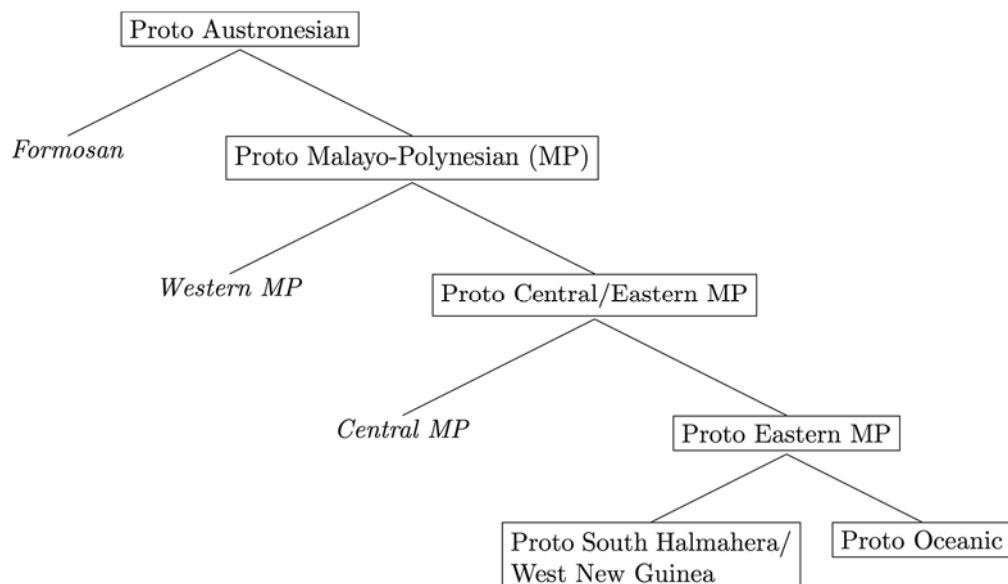 Proto Austronesian
Formosan
Proto Malayo-Polynesian (MP)
Western MP
Proto Central/Eastern MP
Central MP
Proto Eastern MP
Proto South Halmahera/
West New Guinea
Proto Oceanic